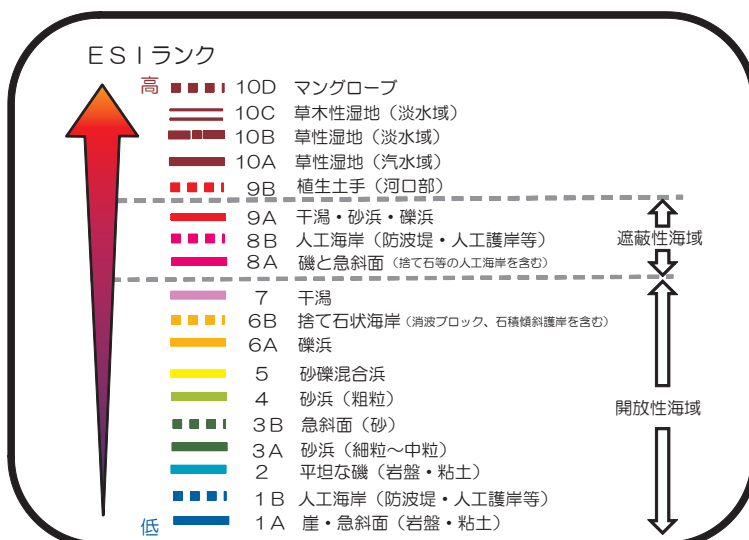 ESIランク
高 10D マングローブ
10C 草木性湿地（淡水域）
10B 草性湿地（淡水域）
10A 草性湿地（汽水域）
9B 植生土手（河口部）
9A 干潟・砂浜・礫浜
8B 人工海岸（防波堤・人工護岸等）
遮蔽性海域
8A 磯と急斜面（捨て石等の人工海岸を含む）
7 干潟
6B 捨て石状海岸（消波ブロック、石積傾斜護岸を含む）
6A 礫浜
5 砂礫混合浜
4 砂浜（粗粒）
開放性海域
3B 急斜面（砂）
3A 砂浜（細粒～中粒）
2 平坦な磯（岩盤・粘土）
1B 人工海岸（防波堤・人工護岸等）
低 1A 崖・急斜面（岩盤・粘土）